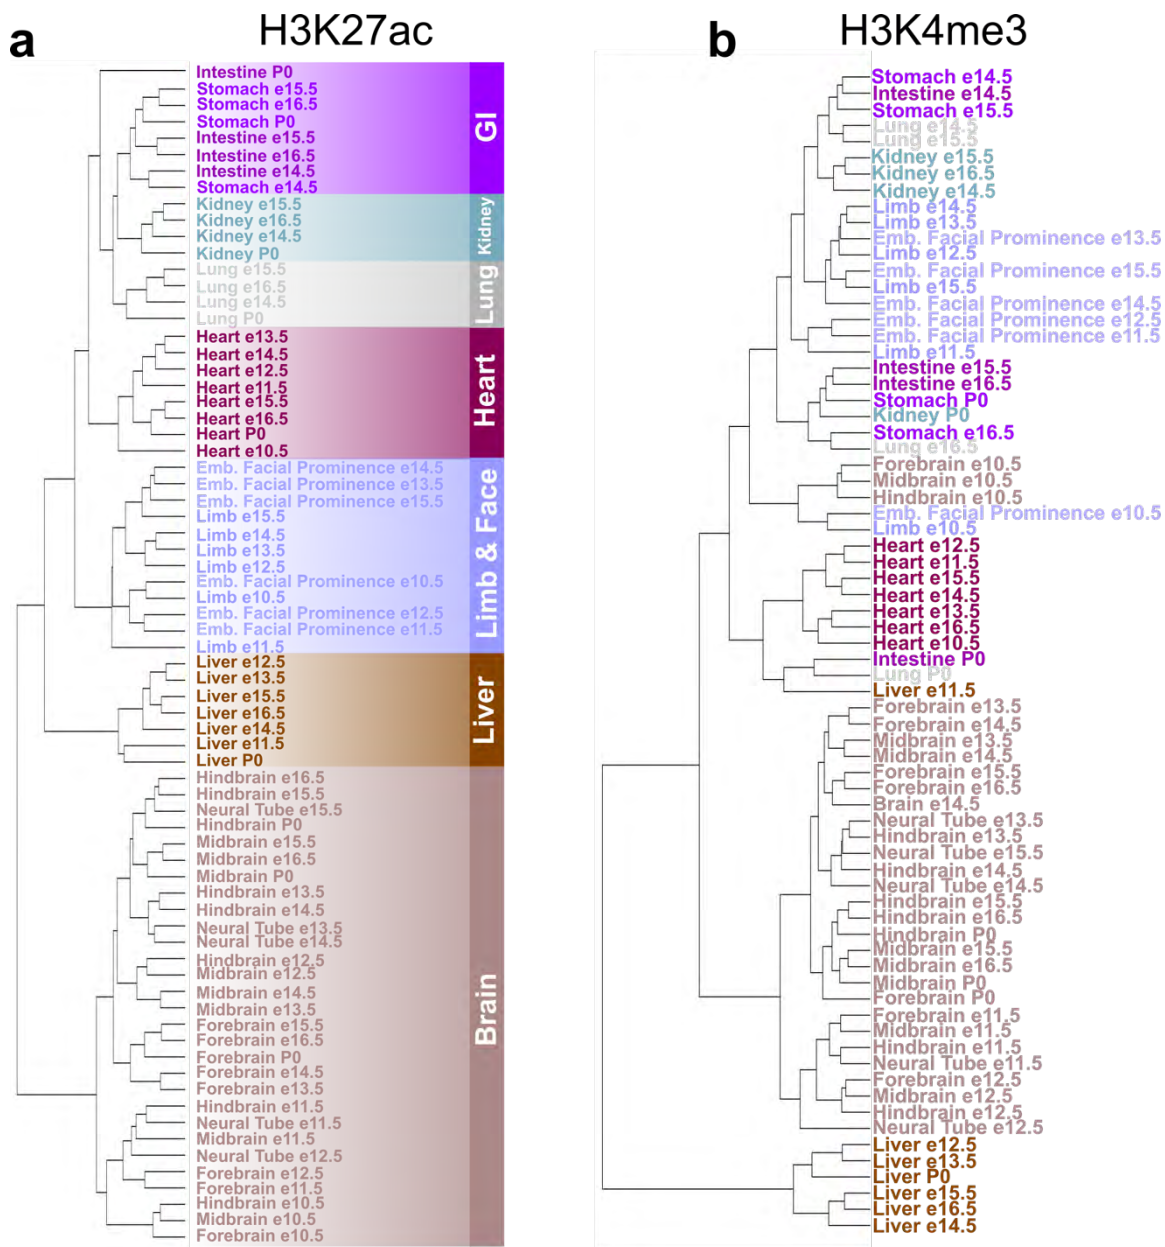 a
H3K27ac
Intestine P0
Stomach e15.5
Stomach e16.5
Stomach P0
Intestine e15.5
Intestine e16.5
Intestine e14.5
Stomach e14.5
GI
Kidney e15.5
Kidney e16.5
Kidney e14.5
Kidney P0
Kidney
Lung e15.5
Lung e16.5
Lung e14.5
Lung P0
Lung
Heart e13.5
Heart e14.5
Heart e12.5
Heart e11.5
Heart e15.5
Heart e16.5
Heart P0
Heart e10.5
Heart
Emb. Facial Prominence e14.5
Emb. Facial Prominence e13.5
Emb. Facial Prominence e15.5
Limb e15.5
Limb e14.5
Limb e13.5
Limb e12.5
Emb. Facial Prominence e10.5
Limb e10.5
Emb. Facial Prominence e12.5
Emb. Facial Prominence e11.5
Limb e11.5
Limb & Face
Liver e12.5
Liver e13.5
Liver e15.5
Liver e16.5
Liver e14.5
Liver e11.5
Liver P0
Liver
Hindbrain e16.5
Hindbrain e15.5
Neural Tube e15.5
Hindbrain P0
Midbrain e15.5
Midbrain e16.5
Midbrain P0
Hindbrain e13.5
Hindbrain e14.5
Neural Tube e13.5
Neural Tube e14.5
Hindbrain e12.5
Midbrain e12.5
Midbrain e14.5
Midbrain e13.5
Forebrain e15.5
Forebrain e16.5
Forebrain P0
Forebrain e14.5
Forebrain e13.5
Hindbrain e11.5
Neural Tube e11.5
Midbrain e11.5
Neural Tube e12.5
Forebrain e12.5
Forebrain e11.5
Hindbrain e10.5
Midbrain e10.5
Forebrain e10.5
Brain
b
H3K4me3
Stomach e14.5
Intestine e14.5
Stomach e15.5
Lung e14.5
Lung e15.5
Kidney e15.5
Kidney e16.5
Kidney e14.5
Limb e14.5
Limb e13.5
Emb. Facial Prominence e13.5
Limb e12.5
Emb. Facial Prominence e15.5
Limb e15.5
Emb. Facial Prominence e14.5
Emb. Facial Prominence e12.5
Emb. Facial Prominence e11.5
Limb e11.5
Intestine e15.5
Intestine e16.5
Stomach P0
Kidney P0
Stomach e16.5
Lung e16.5
Forebrain e10.5
Midbrain e10.5
Hindbrain e10.5
Emb. Facial Prominence e10.5
Limb e10.5
Heart e12.5
Heart e11.5
Heart e15.5
Heart e14.5
Heart e13.5
Heart e16.5
Heart e10.5
Intestine P0
Lung P0
Liver e11.5
Forebrain e13.5
Forebrain e14.5
Midbrain e13.5
Midbrain e14.5
Forebrain e15.5
Forebrain e16.5
Brain e14.5
Neural Tube e13.5
Hindbrain e13.5
Neural Tube e15.5
Hindbrain e14.5
Neural Tube e14.5
Hindbrain e15.5
Hindbrain e16.5
Hindbrain P0
Midbrain e15.5
Midbrain e16.5
Midbrain P0
Forebrain P0
Forebrain e11.5
Midbrain e11.5
Hindbrain e11.5
Neural Tube e11.5
Forebrain e12.5
Midbrain e12.5
Hindbrain e12.5
Neural Tube e12.5
Liver e12.5
Liver e13.5
Liver P0
Liver e15.5
Liver e16.5
Liver e14.5